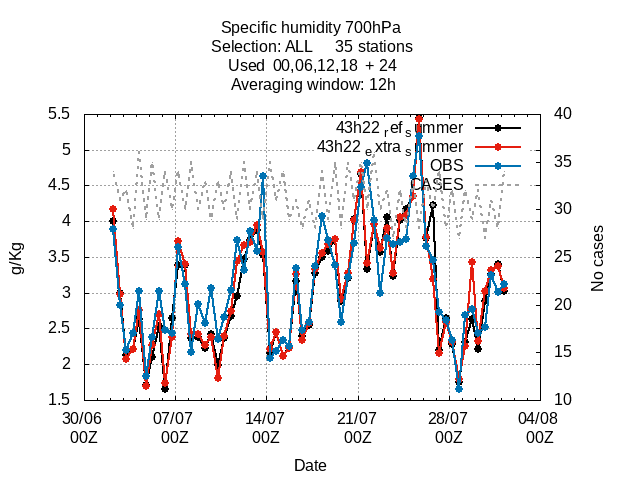 Specific humidity 700hPa
Selection: ALL 35 stations
Used 00,06,12,18 + 24
Averaging window: 12h
5.5
5
4.5
4
3.5
3
2.5
2
1.5
g/Kg
40
35
30
25
20
15
10
No cases
43h22_ref_summer
43h22_extra_summer
OBS
CASES
30/06 07/07 14/07 21/07 28/07 04/08
00Z 00Z 00Z 00Z 00Z 00Z
Date